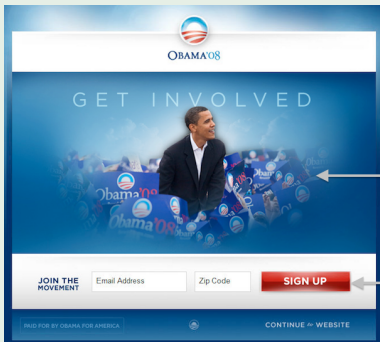 OBAMA'08
GET INVOLVED
Obama
Obama'08
Obama'08
JOIN THE
MOVEMENT
Email Address
Zip Code
SIGN UP
PAID FOR BY OBAMA FOR AMERICA
CONTINUE to WEBSITE